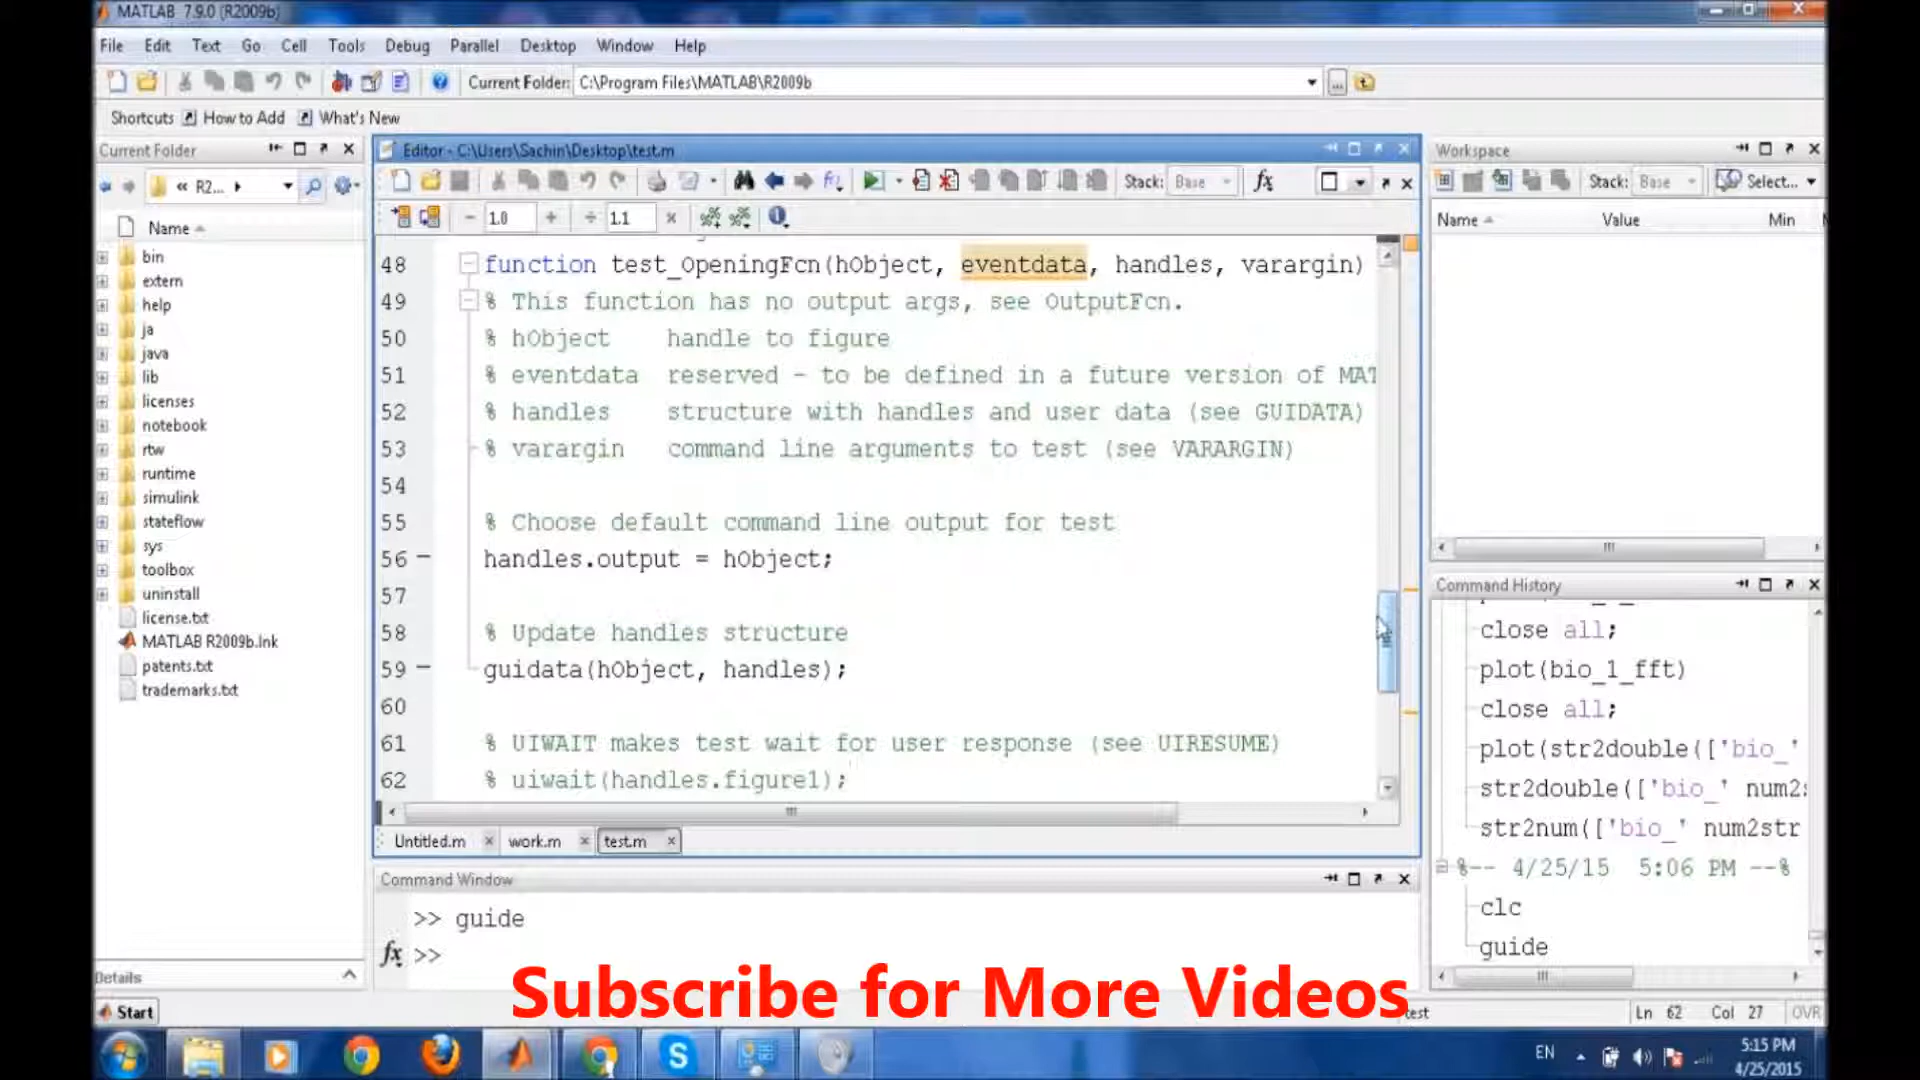 MATLAB 7.9.0 (R2009b)
File Edit Text Go Cell Tools Debug Parallel Desktop Window Help
Current Folder: C:\Program Files\MATLAB\R2009b
Shortcuts How to Add What's New
Current Folder
« R2...
Name
bin
extern
help
ja
java
lib
licenses
notebook
rtw
runtime
simulink
stateflow
sys
toolbox
uninstall
license.txt
MATLAB R2009b.lnk
patents.txt
trademarks.txt
Details
Start
Editor - C:\Users\Sachin\Desktop\test.m
Stack: Base fx
1.0 + ÷ 1.1 ×
48 function test_OpeningFcn(hObject, eventdata, handles, varargin)
49 % This function has no output args, see OutputFcn.
50 % hObject    handle to figure
51 % eventdata  reserved - to be defined in a future version of MAT
52 % handles    structure with handles and user data (see GUIDATA)
53 % varargin   command line arguments to test (see VARARGIN)
54
55 % Choose default command line output for test
56 - handles.output = hObject;
57
58 % Update handles structure
59 - guidata(hObject, handles);
60
61 % UIWAIT makes test wait for user response (see UIRESUME)
62 % uiwait(handles.figure1);
Untitled.m × work.m × test.m ×
Command Window
>> guide
fx >>
Workspace
Stack: Base Select...
Name Value Min
Command History
close all;
plot(bio_1_fft)
close all;
plot(str2double(['bio_'
str2double(['bio_' num2s
str2num(['bio_' num2str
%-- 4/25/15 5:06 PM --%
clc
guide
Subscribe for More Videos
test Ln 62 Col 27 OVR
EN
5:15 PM
4/25/2015